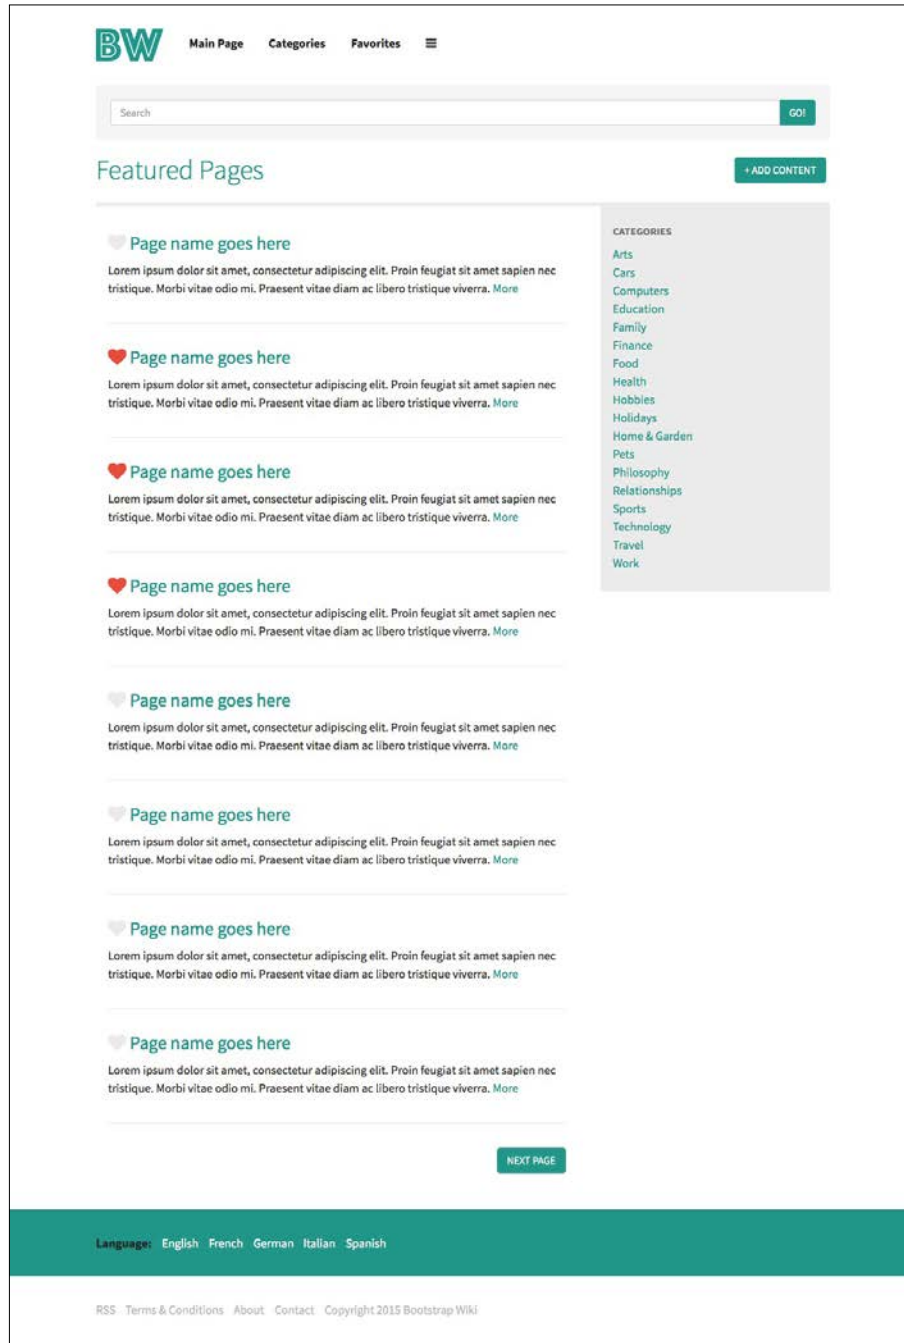 BW Main Page Categories Favorites
Search GO!
Featured Pages + ADD CONTENT
Page name goes here
Lorem ipsum dolor sit amet, consectetur adipiscing elit. Proin feugiat sit amet sapien nec
tristique. Morbi vitae odio mi. Praesent vitae diam ac libero tristique viverra. More
Page name goes here
Lorem ipsum dolor sit amet, consectetur adipiscing elit. Proin feugiat sit amet sapien nec
tristique. Morbi vitae odio mi. Praesent vitae diam ac libero tristique viverra. More
Page name goes here
Lorem ipsum dolor sit amet, consectetur adipiscing elit. Proin feugiat sit amet sapien nec
tristique. Morbi vitae odio mi. Praesent vitae diam ac libero tristique viverra. More
Page name goes here
Lorem ipsum dolor sit amet, consectetur adipiscing elit. Proin feugiat sit amet sapien nec
tristique. Morbi vitae odio mi. Praesent vitae diam ac libero tristique viverra. More
Page name goes here
Lorem ipsum dolor sit amet, consectetur adipiscing elit. Proin feugiat sit amet sapien nec
tristique. Morbi vitae odio mi. Praesent vitae diam ac libero tristique viverra. More
Page name goes here
Lorem ipsum dolor sit amet, consectetur adipiscing elit. Proin feugiat sit amet sapien nec
tristique. Morbi vitae odio mi. Praesent vitae diam ac libero tristique viverra. More
Page name goes here
Lorem ipsum dolor sit amet, consectetur adipiscing elit. Proin feugiat sit amet sapien nec
tristique. Morbi vitae odio mi. Praesent vitae diam ac libero tristique viverra. More
Page name goes here
Lorem ipsum dolor sit amet, consectetur adipiscing elit. Proin feugiat sit amet sapien nec
tristique. Morbi vitae odio mi. Praesent vitae diam ac libero tristique viverra. More
NEXT PAGE
CATEGORIES
Arts
Cars
Computers
Education
Family
Finance
Food
Health
Hobbies
Holidays
Home & Garden
Pets
Philosophy
Relationships
Sports
Technology
Travel
Work
Language: English French German Italian Spanish
RSS Terms & Conditions About Contact Copyright 2015 Bootstrap Wiki